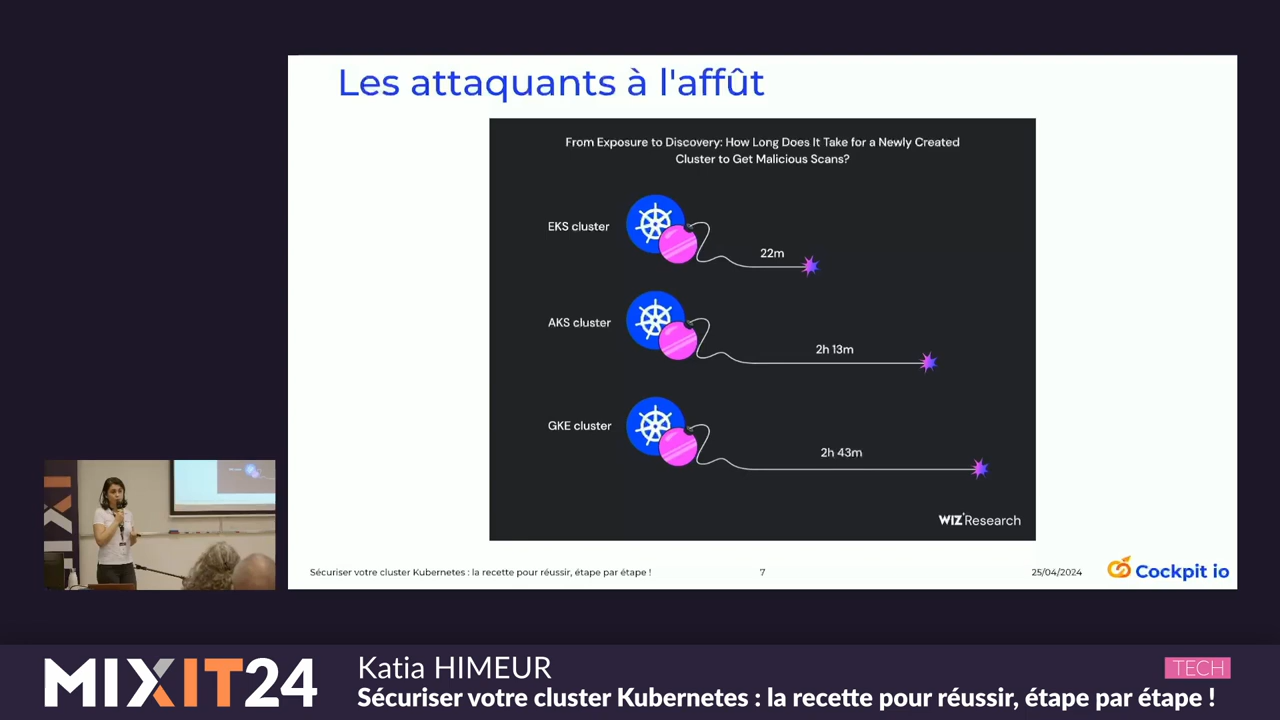 Les attaquants à l'affût
From Exposure to Discovery: How Long Does It Take for a Newly Created
Cluster to Get Malicious Scans?
EKS cluster
22m
AKS cluster
2h 13m
GKE cluster
2h 43m
WIZ Research
Sécuriser votre cluster Kubernetes : la recette pour réussir, étape par étape !
7
25/04/2024
Cockpit io
MIXIT24
Katia HIMEUR
TECH
Sécuriser votre cluster Kubernetes : la recette pour réussir, étape par étape !